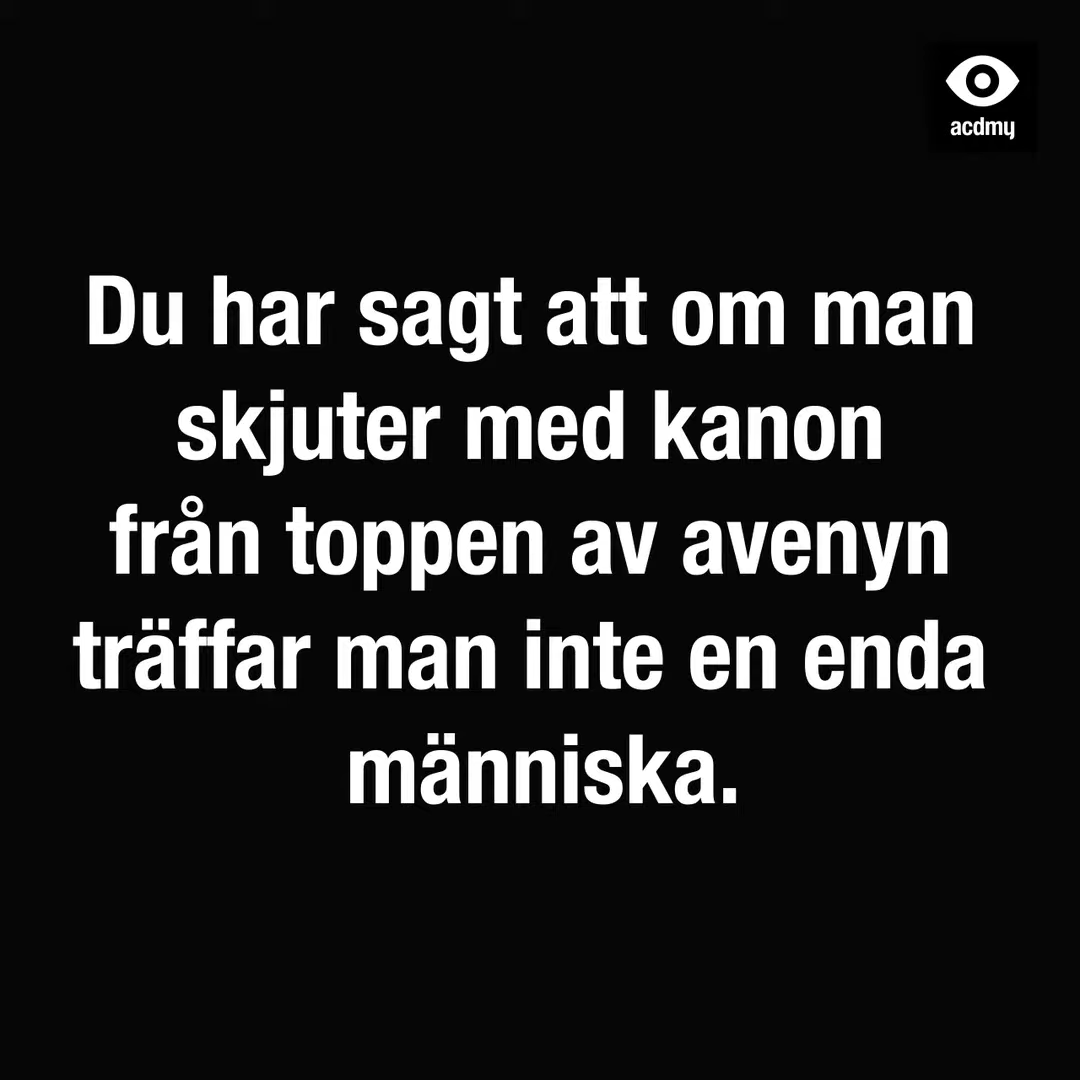 acdmy
Du har sagt att om man
skjuter med kanon
från toppen av avenyn
träffar man inte en enda
människa.